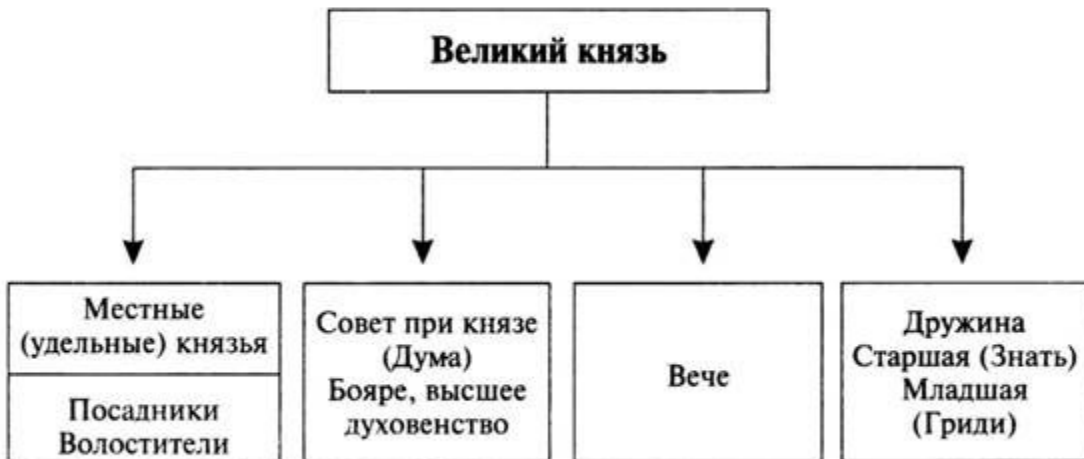 Великий князь
Местные
(удельные) князья
Посадники
Волостители
Совет при князе
(Дума)
Бояре, высшее
духовенство
Вече
Дружина
Старшая (Знать)
Младшая
(Гриди)